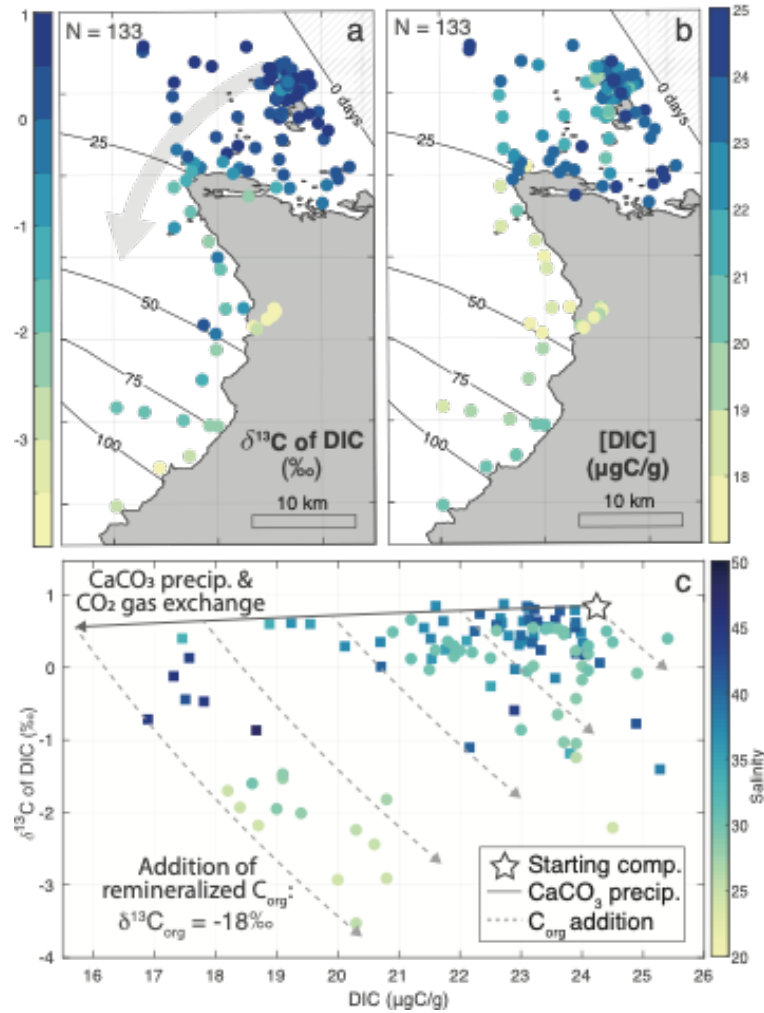 N = 133
a
0 days
25
50
75
100
δ¹³C of DIC
(‰)
10 km
1
0
-1
-2
-3
N = 133
b
0 days
25
50
75
100
[DIC]
(µgC/g)
10 km
25
24
23
22
21
20
19
18
c
CaCO₃ precip. &
CO₂ gas exchange
Addition of
remineralized C_org:
δ¹³C_org = -18‰
Starting comp.
CaCO₃ precip.
C_org addition
δ¹³C of DIC (‰)
1
0
-1
-2
-3
-4
16 17 18 19 20 21 22 23 24 25 26
DIC (µgC/g)
50
45
40
35
30
25
20
Salinity